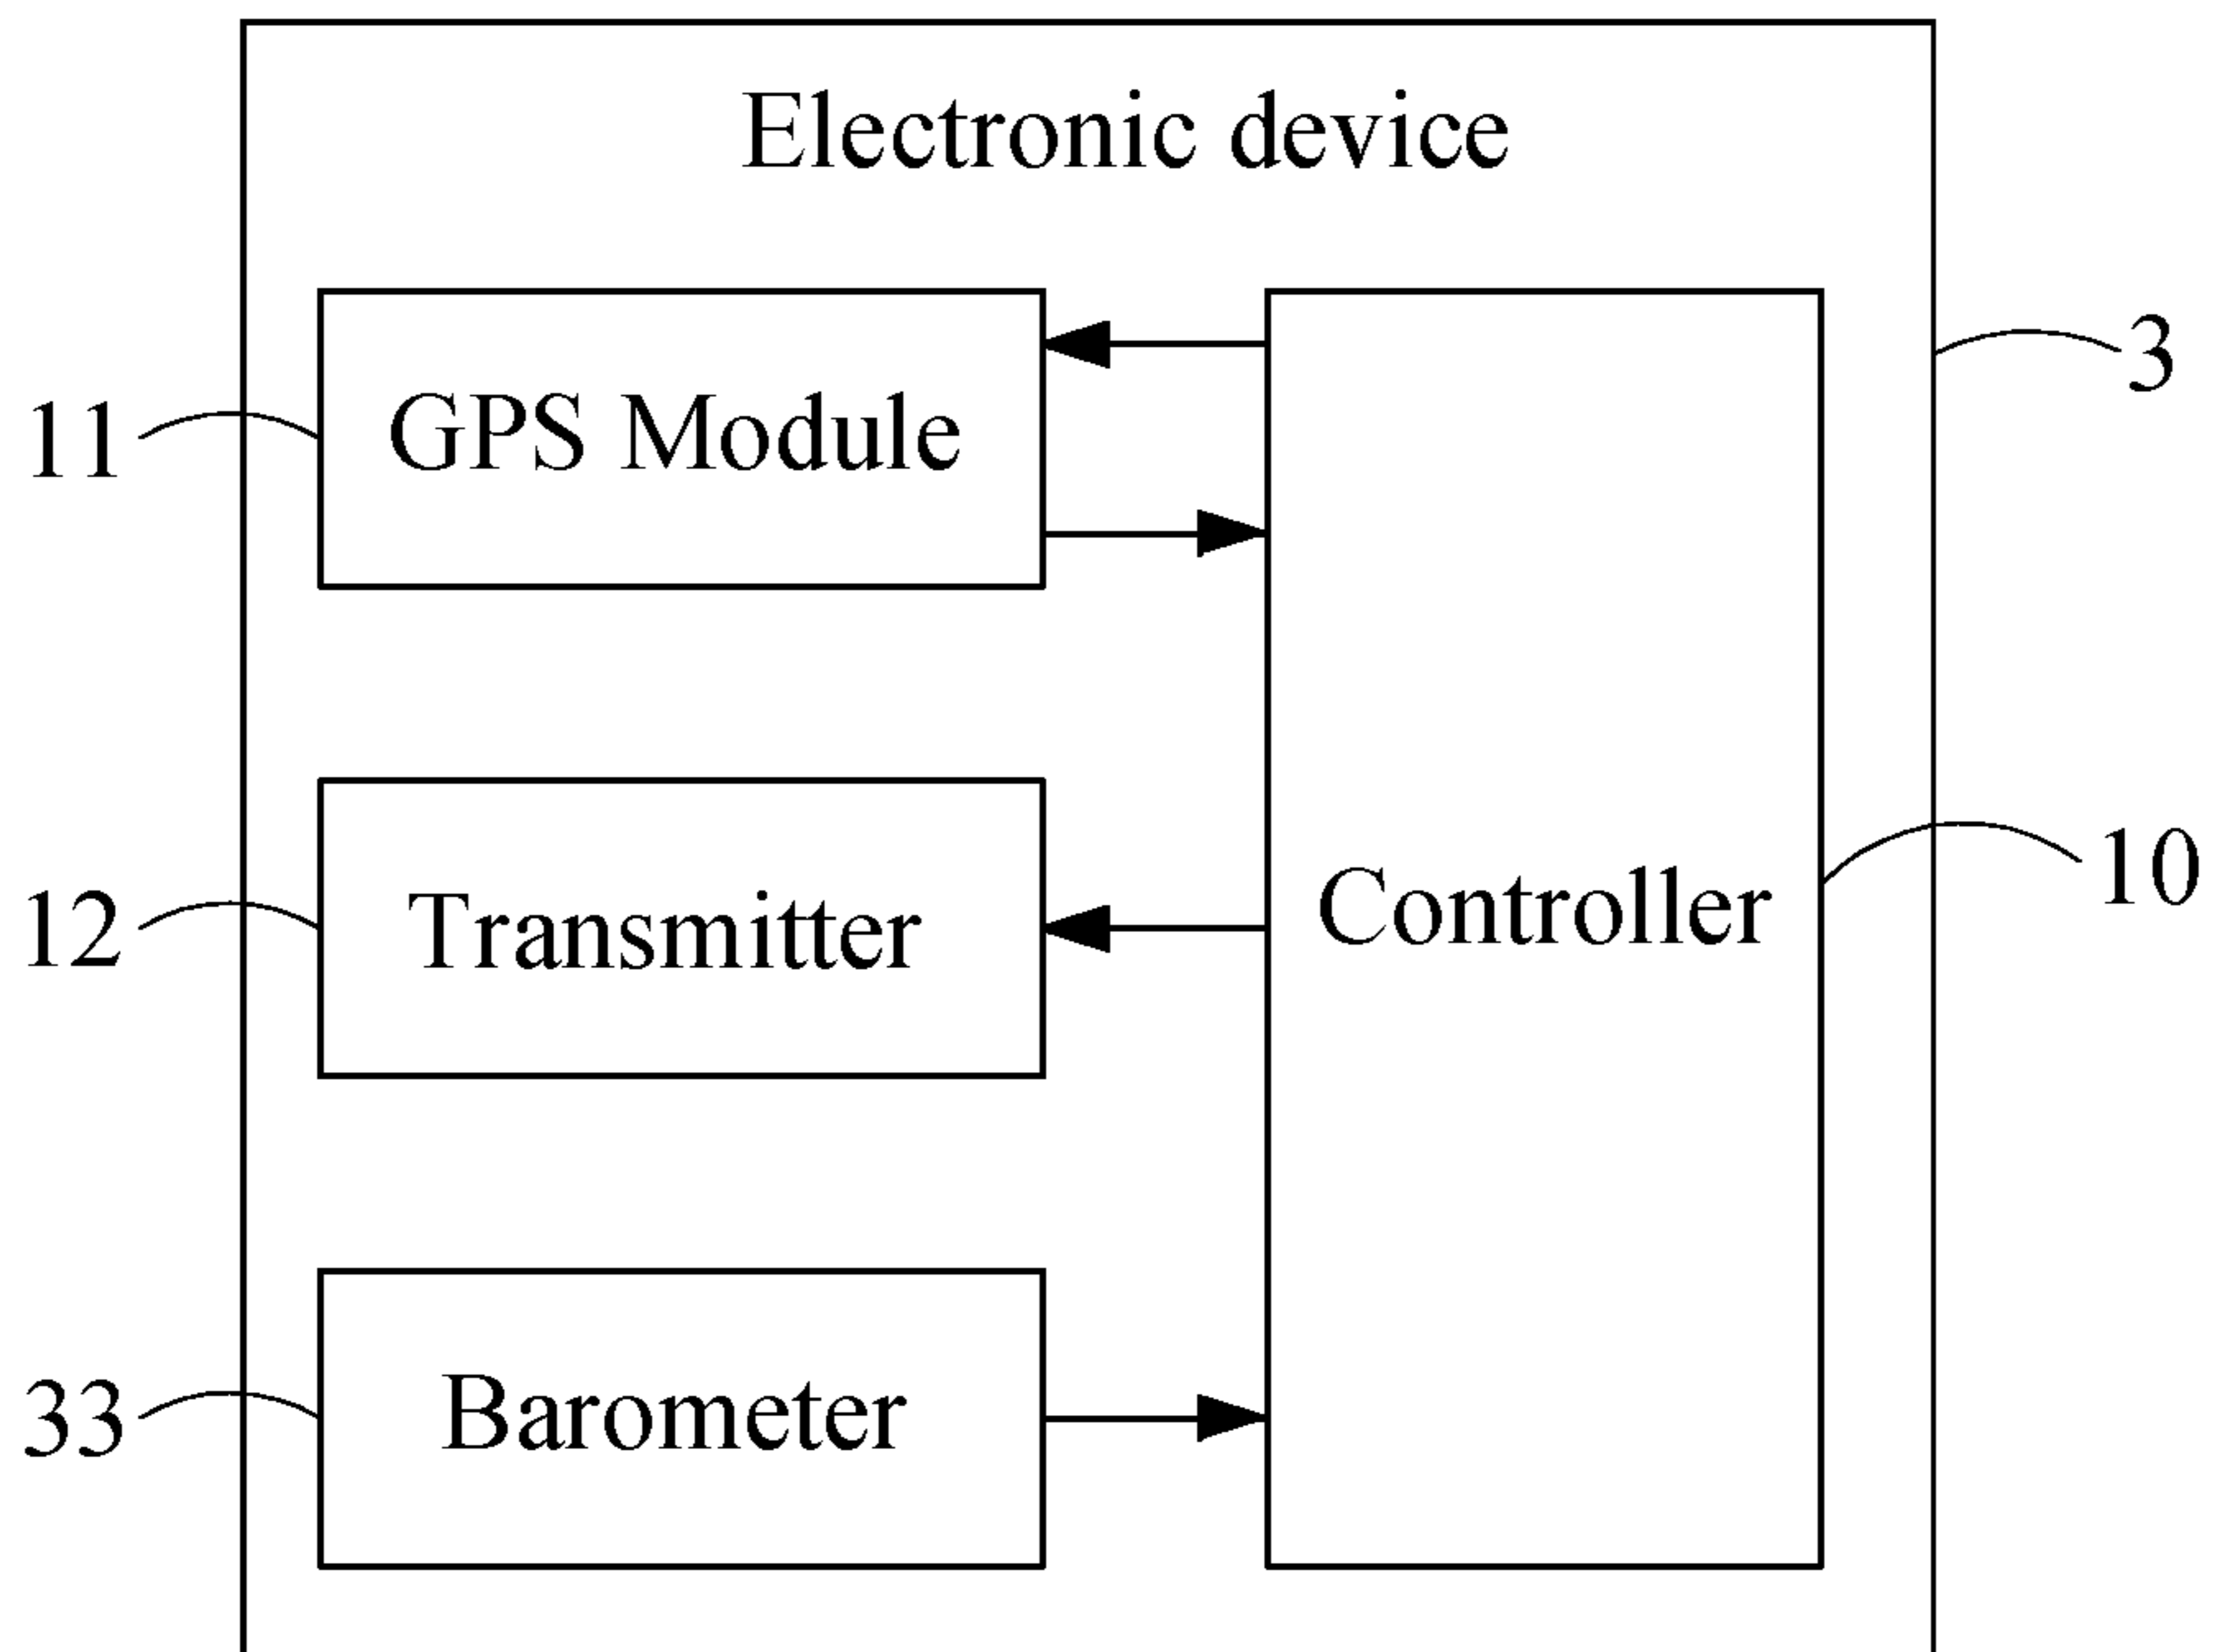 Electronic device
3
11
GPS Module
12
Transmitter
Controller
10
33
Barometer